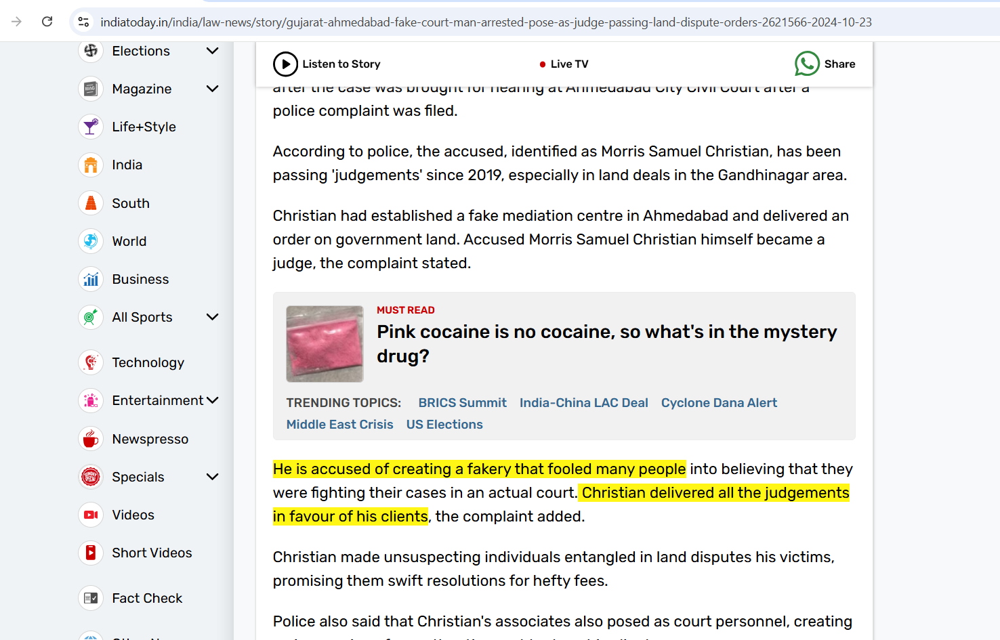 indiatoday.in/india/law-news/story/gujarat-ahmedabad-fake-court-man-arrested-pose-as-judge-passing-land-dispute-orders-2621566-2024-10-23
Elections
MAG
Magazine
Life+Style
India
South
World
Business
All Sports
Technology
Entertainment
Newspresso
Specials
Videos
Short Videos
Fact Check
Listen to Story
Live TV
Share
after the case was brought for hearing at Ahmedabad City Civil Court after a
police complaint was filed.
According to police, the accused, identified as Morris Samuel Christian, has been
passing 'judgements' since 2019, especially in land deals in the Gandhinagar area.
Christian had established a fake mediation centre in Ahmedabad and delivered an
order on government land. Accused Morris Samuel Christian himself became a
judge, the complaint stated.
MUST READ
Pink cocaine is no cocaine, so what's in the mystery
drug?
TRENDING TOPICS: BRICS Summit India-China LAC Deal Cyclone Dana Alert
Middle East Crisis US Elections
He is accused of creating a fakery that fooled many people into believing that they
were fighting their cases in an actual court. Christian delivered all the judgements
in favour of his clients, the complaint added.
Christian made unsuspecting individuals entangled in land disputes his victims,
promising them swift resolutions for hefty fees.
Police also said that Christian's associates also posed as court personnel, creating